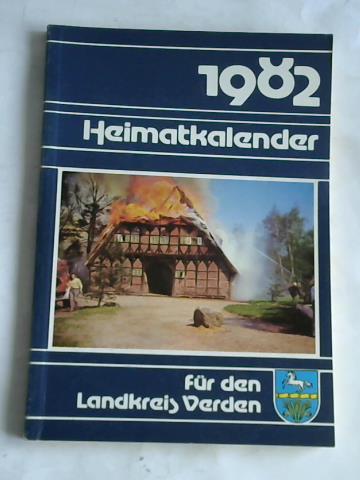 1982
Heimatkalender
für den
Landkreis Verden